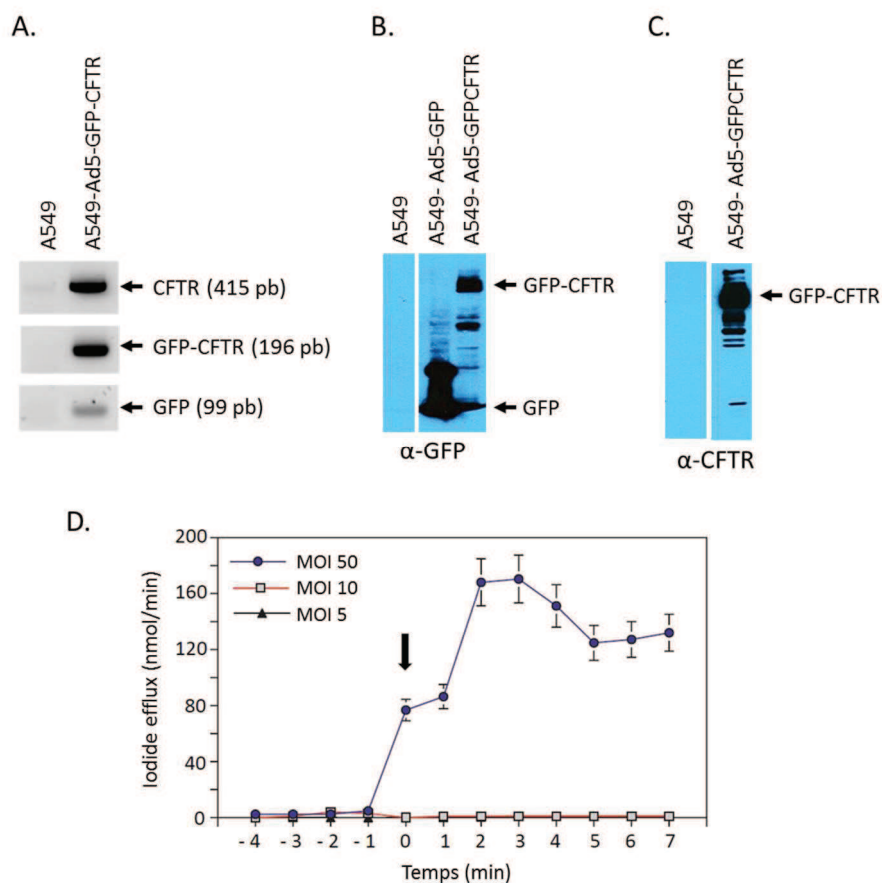 A.
A549
A549-Ad5-GFP-CFTR
CFTR (415 pb)
GFP-CFTR (196 pb)
GFP (99 pb)
B.
A549
A549- Ad5-GFP
A549- Ad5-GFPCFTR
GFP-CFTR
GFP
α-GFP
C.
A549
A549- Ad5-GFPCFTR
GFP-CFTR
α-CFTR
D.
Iodide efflux (nmol/min)
200
160
120
80
40
0
MOI 50
MOI 10
MOI 5
- 4 - 3 - 2 - 1 0 1 2 3 4 5 6 7
Temps (min)